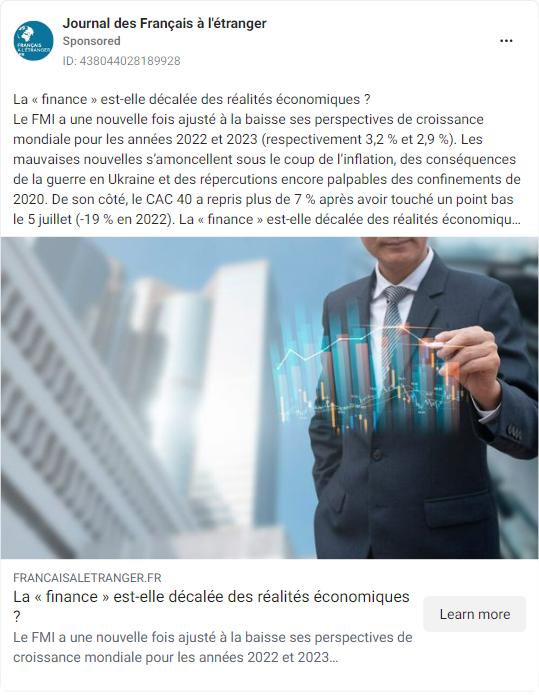 Journal des Français à l'étranger
Sponsored
ID: 438044028189928
FRANÇAIS
À L'ÉTRANGER
La « finance » est-elle décalée des réalités économiques ?
Le FMI a une nouvelle fois ajusté à la baisse ses perspectives de croissance
mondiale pour les années 2022 et 2023 (respectivement 3,2 % et 2,9 %). Les
mauvaises nouvelles s’amoncellent sous le coup de l’inflation, des conséquences
de la guerre en Ukraine et des répercutions encore palpables des confinements de
2020. De son côté, le CAC 40 a repris plus de 7 % après avoir touché un point bas
le 5 juillet (-19 % en 2022). La « finance » est-elle décalée des réalités économiqu...
FRANCAISALETRANGER.FR
La « finance » est-elle décalée des réalités économiques
?
Le FMI a une nouvelle fois ajusté à la baisse ses perspectives de
croissance mondiale pour les années 2022 et 2023...
Learn more